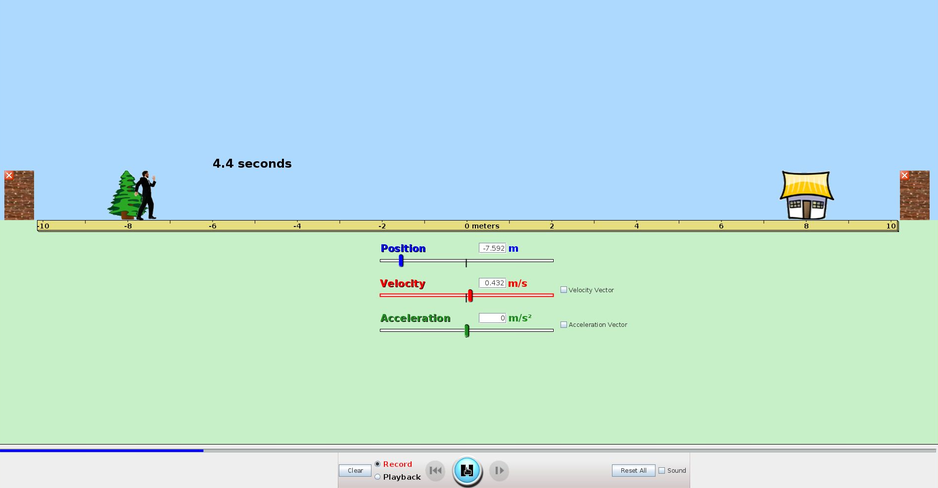 4.4 seconds
-10 -8 -6 -4 -2 0 meters 2 4 6 8 10
Position -7.592 m
Velocity 0.432 m/s
Velocity Vector
Acceleration 0 m/s²
Acceleration Vector
Clear Record Reset All Sound
Playback